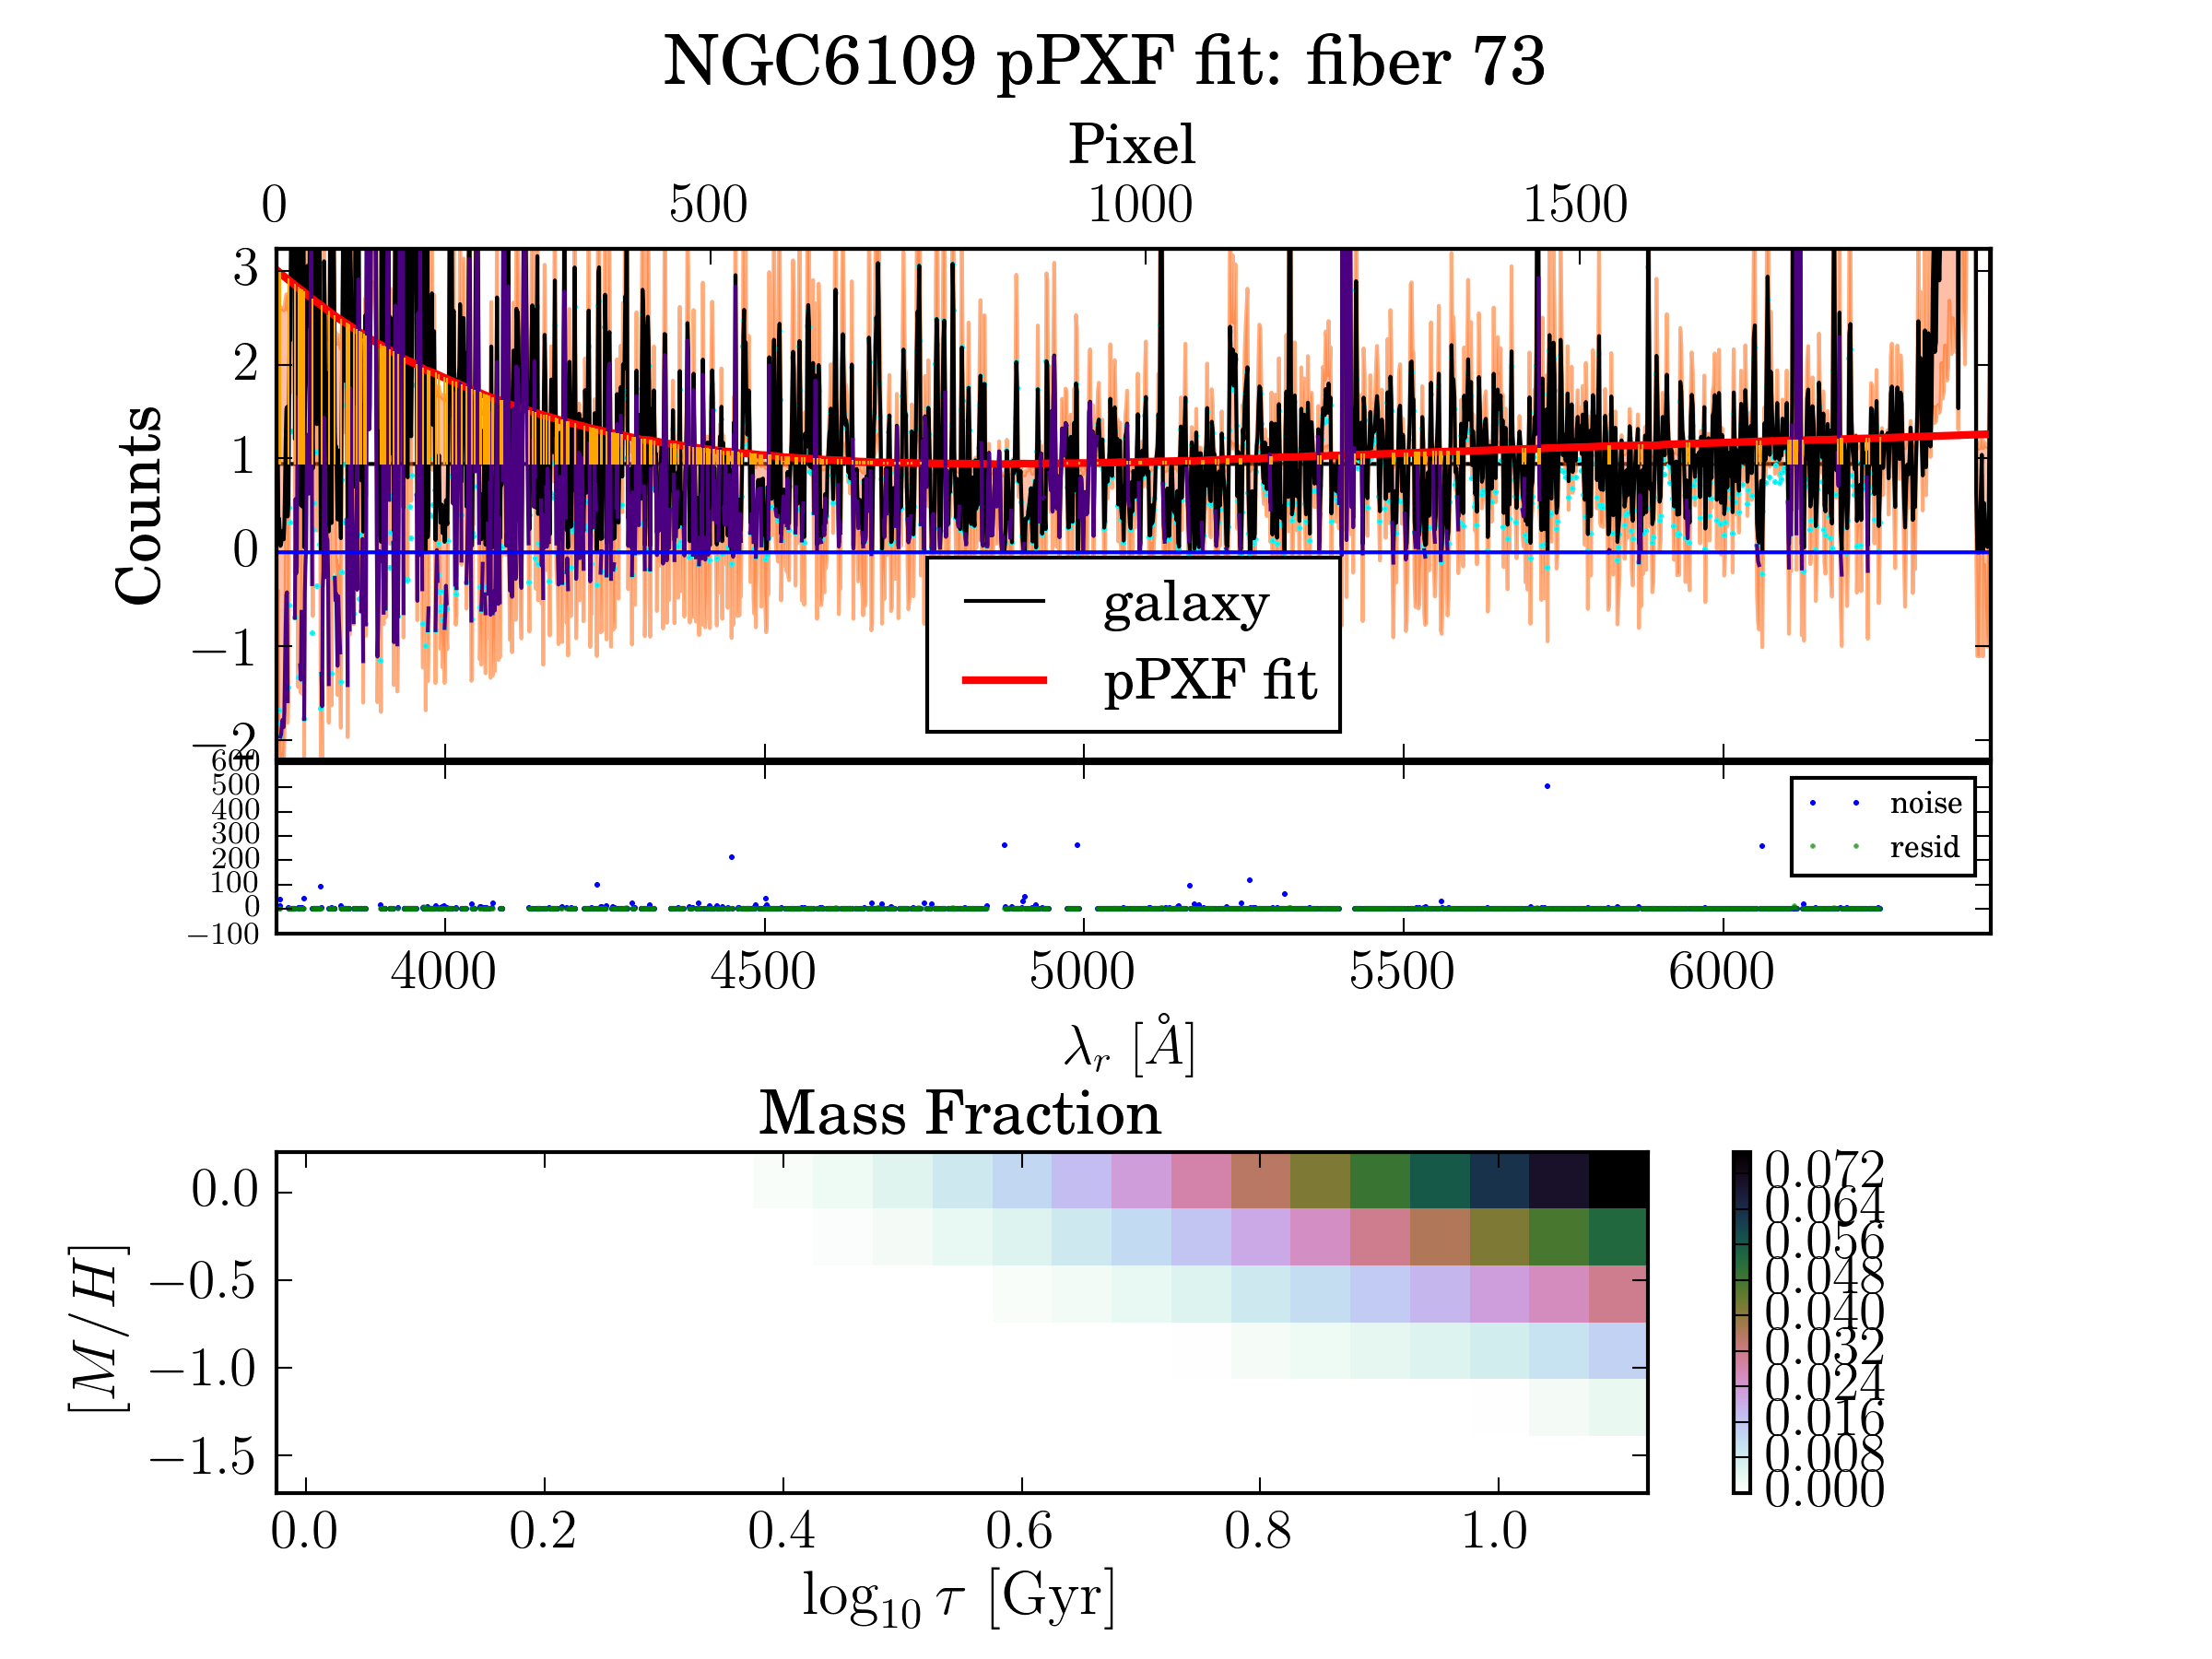 NGC6109 pPXF fit: fiber 73
Pixel
0 500 1000 1500
3
2
1
0
−1
−2
Counts
galaxy
pPXF fit
600
500
400
300
200
100
0
−100
noise
resid
4000 4500 5000 5500 6000
λr [Å]
Mass Fraction
0.0
−0.5
−1.0
−1.5
[M/H]
0.072
0.064
0.056
0.048
0.040
0.032
0.024
0.016
0.008
0.000
0.0 0.2 0.4 0.6 0.8 1.0
log10 τ [Gyr]